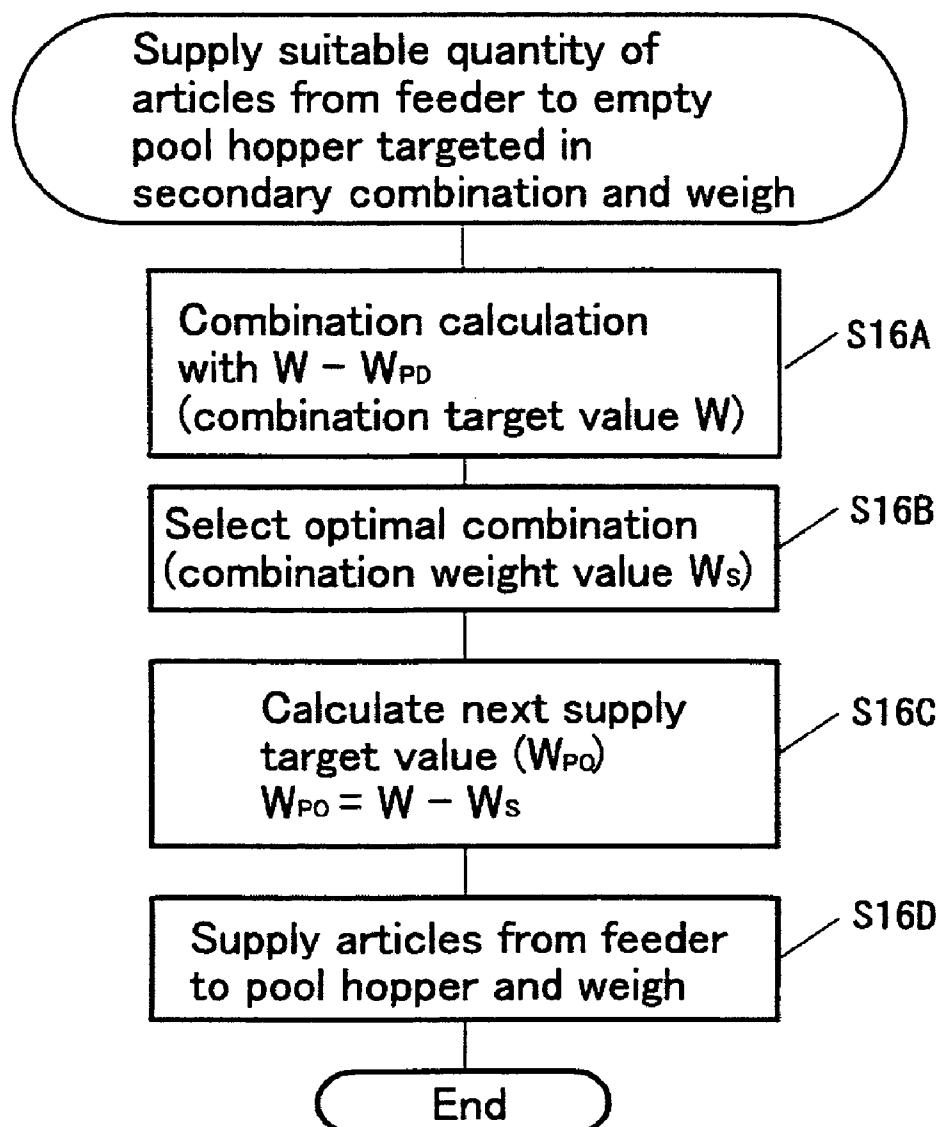 Supply suitable quantity of
articles from feeder to empty
pool hopper targeted in
secondary combination and weigh
Combination calculation
with W – WPD
(combination target value W)
S16A
Select optimal combination
(combination weight value Ws)
S16B
Calculate next supply
target value (WPO)
WPO = W – Ws
S16C
Supply articles from feeder
to pool hopper and weigh
S16D
End